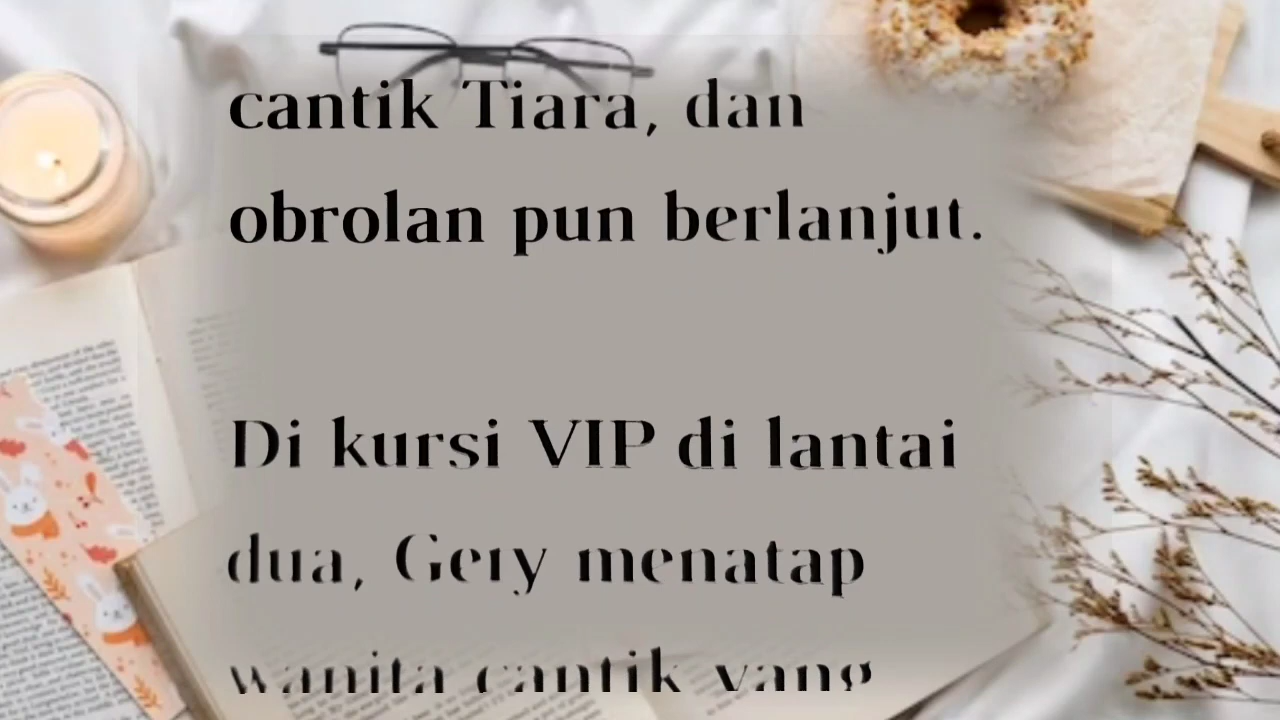 cantik Tiara, dan
obrolan pun berlanjut.
Di kursi VIP di lantai
dua, Gery menatap
wanita cantik yang